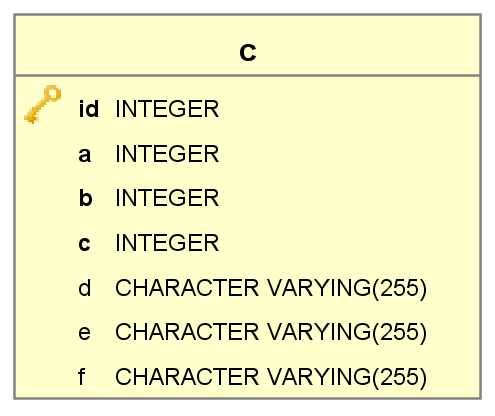 C
id INTEGER
a INTEGER
b INTEGER
c INTEGER
d CHARACTER VARYING(255)
e CHARACTER VARYING(255)
f CHARACTER VARYING(255)